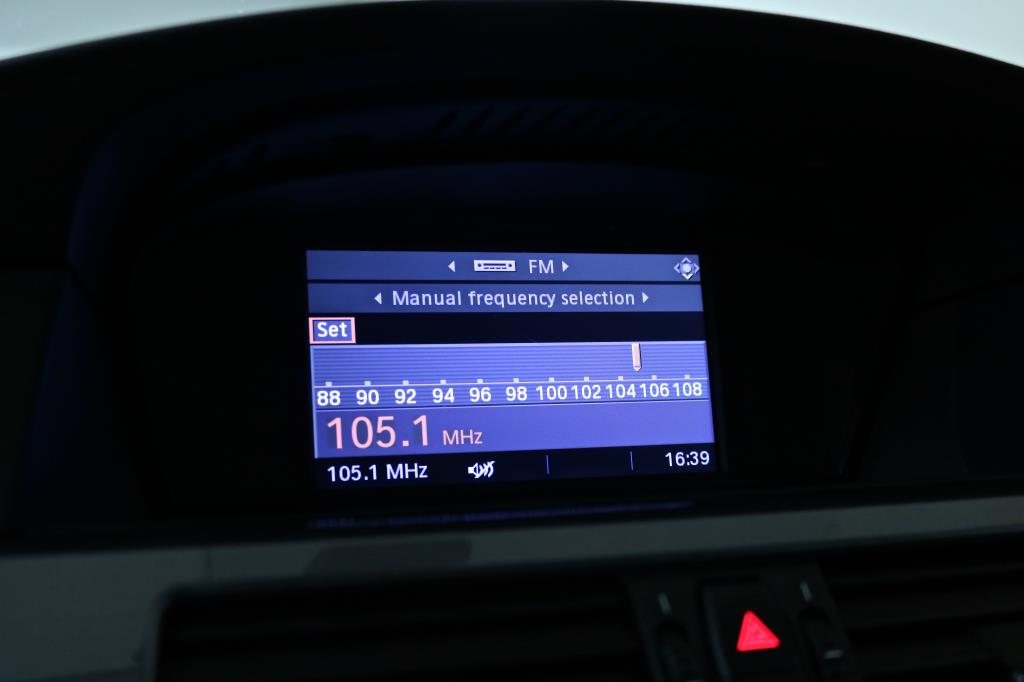 FM
Manual frequency selection
Set
88 90 92 94 96 98 100 102 104 106 108
105.1 MHz
105.1 MHz 16:39